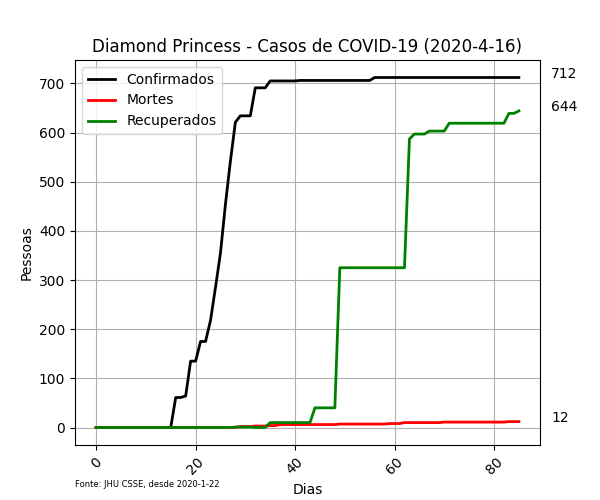 Diamond Princess - Casos de COVID-19 (2020-4-16)
Confirmados
Mortes
Recuperados
712
644
12
Pessoas
700
600
500
400
300
200
100
0
0
20
40
60
80
Dias
Fonte: JHU CSSE, desde 2020-1-22